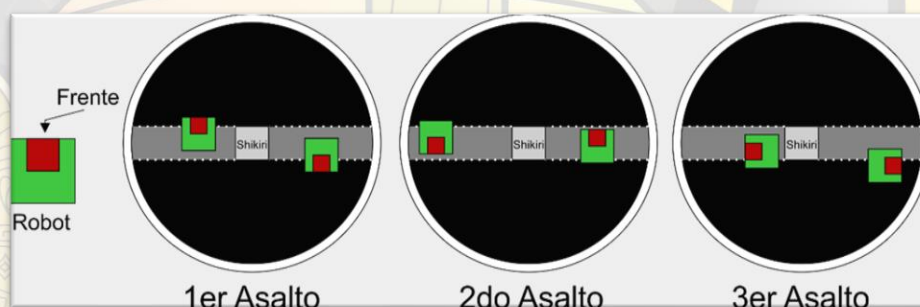 Frente
Robot
Shikiri
Shikiri
Shikiri
1er Asalto
2do Asalto
3er Asalto